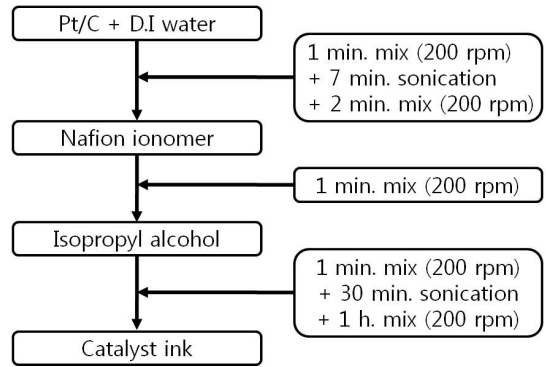 Pt/C + D.I water
1 min. mix (200 rpm)
+ 7 min. sonication
+ 2 min. mix (200 rpm)
Nafion ionomer
1 min. mix (200 rpm)
Isopropyl alcohol
1 min. mix (200 rpm)
+ 30 min. sonication
+ 1 h. mix (200 rpm)
Catalyst ink